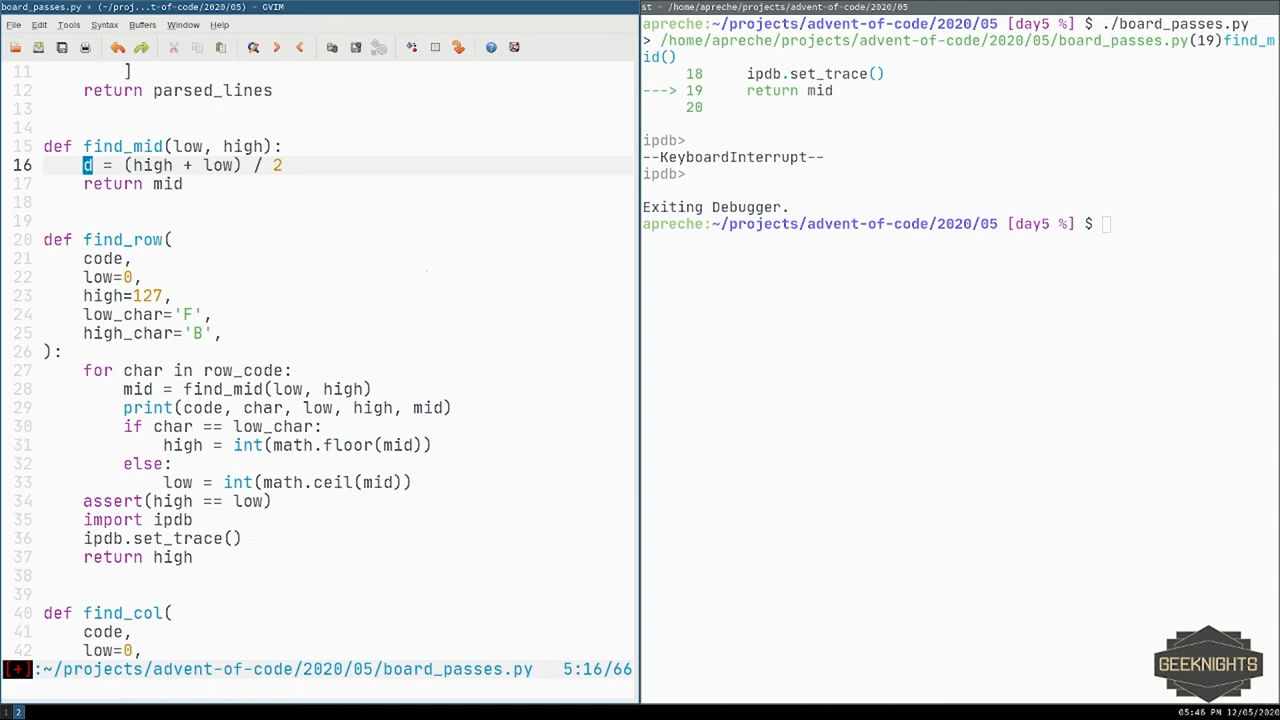 board_passes.py + (~/proj...t-of-code/2020/05) - GVIM
File Edit Tools Syntax Buffers Window Help
11 ]
12 return parsed_lines
13
14
15 def find_mid(low, high):
16 d = (high + low) / 2
17 return mid
18
19
20 def find_row(
21 code,
22 low=0,
23 high=127,
24 low_char='F',
25 high_char='B',
26 ):
27 for char in row_code:
28 mid = find_mid(low, high)
29 print(code, char, low, high, mid)
30 if char == low_char:
31 high = int(math.floor(mid))
32 else:
33 low = int(math.ceil(mid))
34 assert(high == low)
35 import ipdb
36 ipdb.set_trace()
37 return high
38
39
40 def find_col(
41 code,
42 low=0,
[+]:~/projects/advent-of-code/2020/05/board_passes.py 5:16/66
st - /home/apreche/projects/advent-of-code/2020/05
apreche:~/projects/advent-of-code/2020/05 [day5 %] $ ./board_passes.py
> /home/apreche/projects/advent-of-code/2020/05/board_passes.py(19)find_m
id()
18 ipdb.set_trace()
---> 19 return mid
20
ipdb>
--KeyboardInterrupt--
ipdb>
Exiting Debugger.
apreche:~/projects/advent-of-code/2020/05 [day5 %] $
GEEKNIGHTS
1 2
05:46 PM 12/05/2020